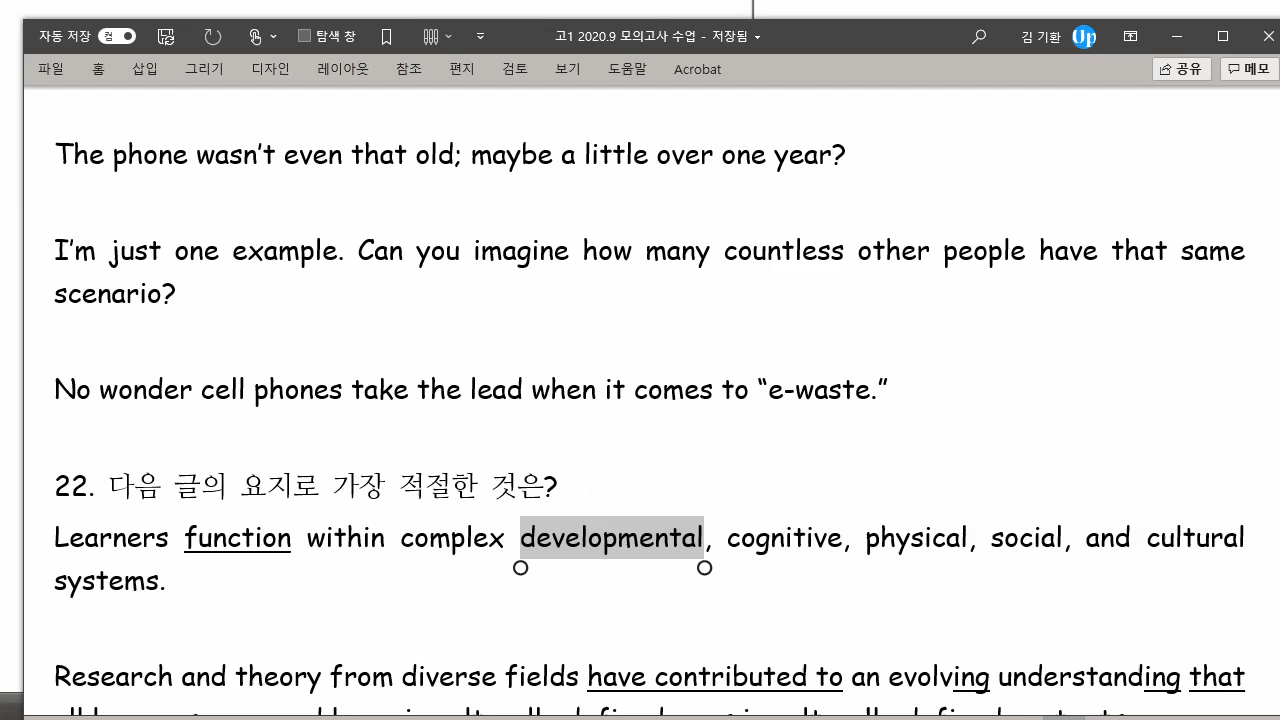 자동 저장 컴 탐색 창 고1 2020.9 모의고사 수업 - 저장됨 김 기환 Up
파일 홈 삽입 그리기 디자인 레이아웃 참조 편지 검토 보기 도움말 Acrobat 공유 메모
The phone wasn't even that old; maybe a little over one year?
I'm just one example. Can you imagine how many countless other people have that same
scenario?
No wonder cell phones take the lead when it comes to “e-waste.”
22. 다음 글의 요지로 가장 적절한 것은?
Learners function within complex developmental, cognitive, physical, social, and cultural
systems.
Research and theory from diverse fields have contributed to an evolving understanding that